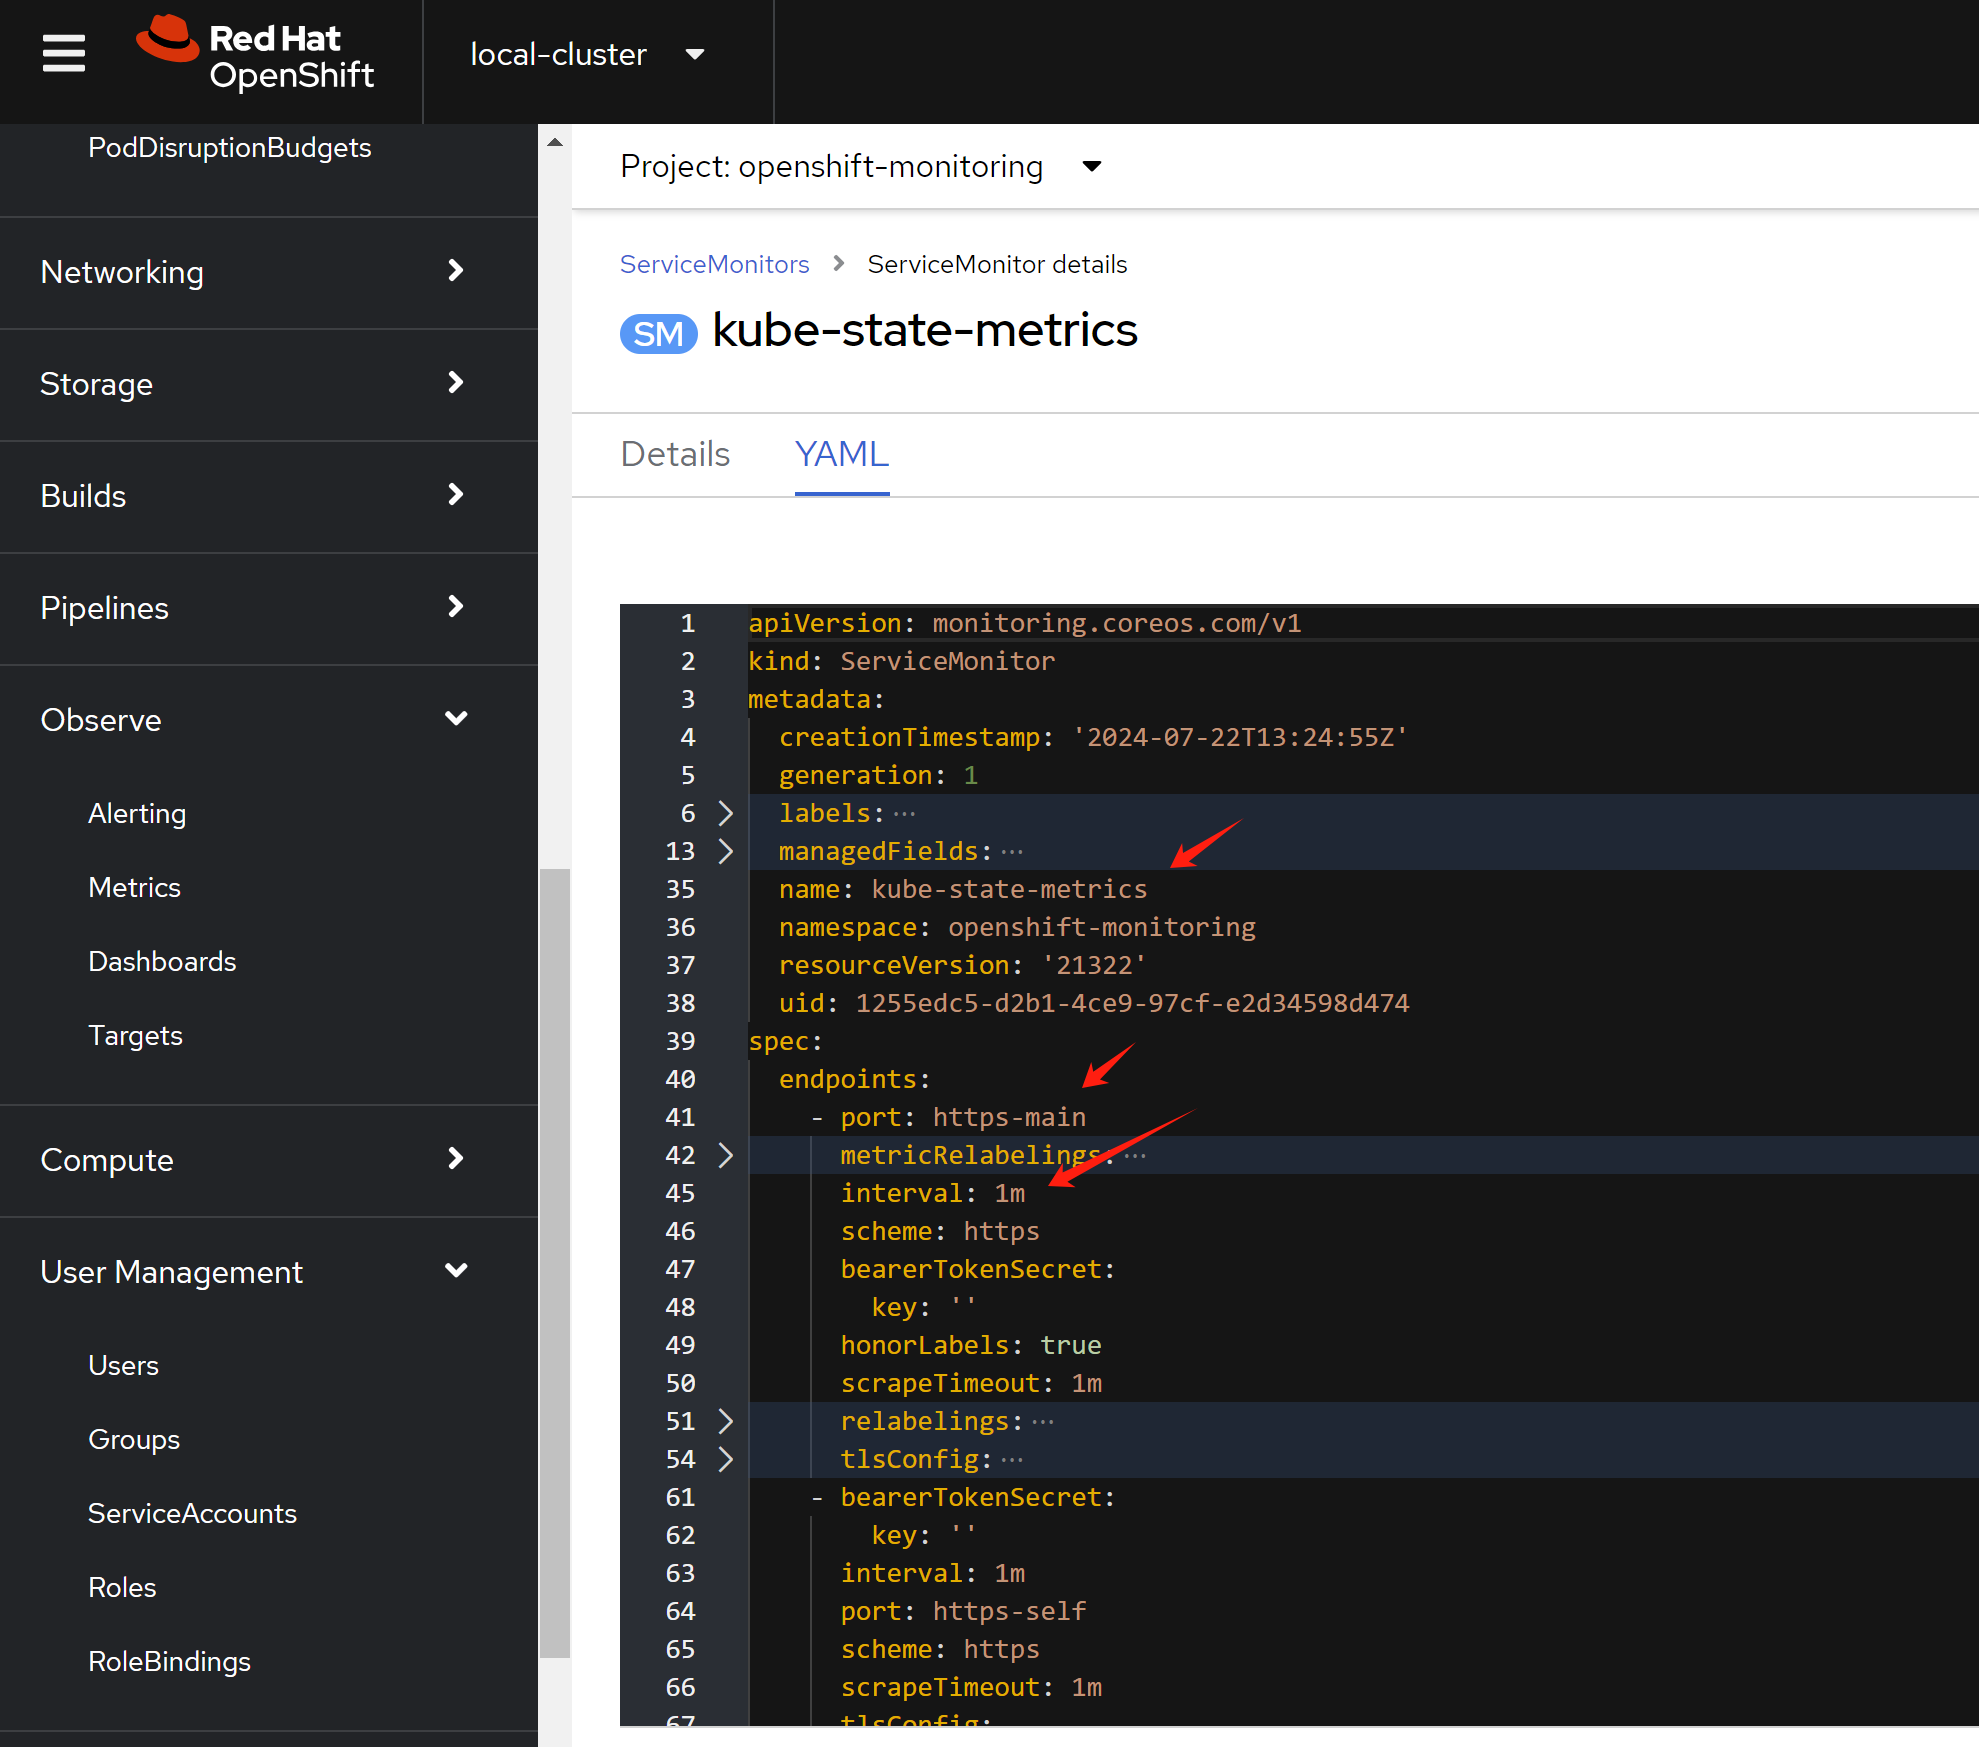 Red Hat
OpenShift
local-cluster
PodDisruptionBudgets
Networking
Storage
Builds
Pipelines
Observe
Alerting
Metrics
Dashboards
Targets
Compute
User Management
Users
Groups
ServiceAccounts
Roles
RoleBindings
Project: openshift-monitoring
ServiceMonitors > ServiceMonitor details
SM kube-state-metrics
Details YAML
1 apiVersion: monitoring.coreos.com/v1
2 kind: ServiceMonitor
3 metadata:
4 creationTimestamp: '2024-07-22T13:24:55Z'
5 generation: 1
6 labels:···
13 managedFields:···
35 name: kube-state-metrics
36 namespace: openshift-monitoring
37 resourceVersion: '21322'
38 uid: 1255edc5-d2b1-4ce9-97cf-e2d34598d474
39 spec:
40 endpoints:
41 - port: https-main
42 metricRelabelings:···
45 interval: 1m
46 scheme: https
47 bearerTokenSecret:
48 key: ''
49 honorLabels: true
50 scrapeTimeout: 1m
51 relabelings:···
54 tlsConfig:···
61 - bearerTokenSecret:
62 key: ''
63 interval: 1m
64 port: https-self
65 scheme: https
66 scrapeTimeout: 1m
67 tlsConfig: